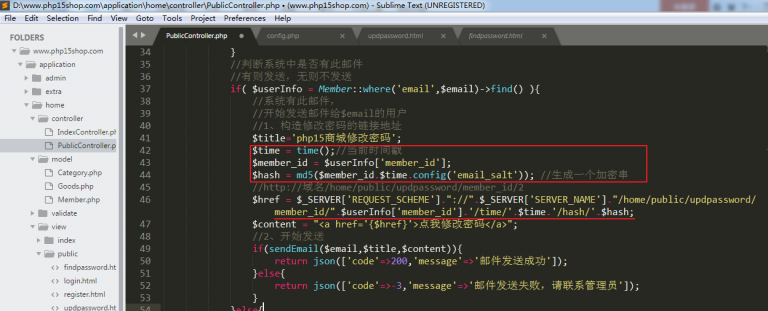 D:\www.php15shop.com\application\home\controller\PublicController.php • (www.php15shop.com) - Sublime Text (UNREGISTERED)
File Edit Selection Find View Goto Tools Project Preferences Help
FOLDERS
www.php15shop.com
application
admin
extra
home
controller
IndexController.ph
PublicController.ph
model
Category.php
Goods.php
Member.php
validate
view
index
public
findpassword.ht
login.html
register.html
updpassword.ht
PublicController.php
config.php
updpassword.html
findpassword.html
34 }
35 //判断系统中是否有此邮件
36 //有则发送，无则不发送
37 if( $userInfo = Member::where('email',$email)->find() ){
38 //系统有此邮件，
39 //开始发送邮件给$email的用户
40 //1、构造修改密码的链接地址
41 $title='php15商城修改密码';
42 $time = time();//当前时间戳
43 $member_id = $userInfo['member_id'];
44 $hash = md5($member_id.$time.config('email_salt')); //生成一个加密串
45 //http://域名/home/public/updpassword/member_id/2
46 $href = $_SERVER['REQUEST_SCHEME']."://".$_SERVER['SERVER_NAME']."/home/public/updpassword/
member_id/".$userInfo['member_id'].'/time/'.$time.'/hash/'.$hash;
47 $content = "<a href='{$href}'>点我修改密码</a>";
48 //2、开始发送
49 if(sendEmail($email,$title,$content)){
50 return json(['code'=>200,'message'=>'邮件发送成功']);
51 }else{
52 return json(['code'=>-3,'message'=>'邮件发送失败，请联系管理员']);
53 }
54 }else{